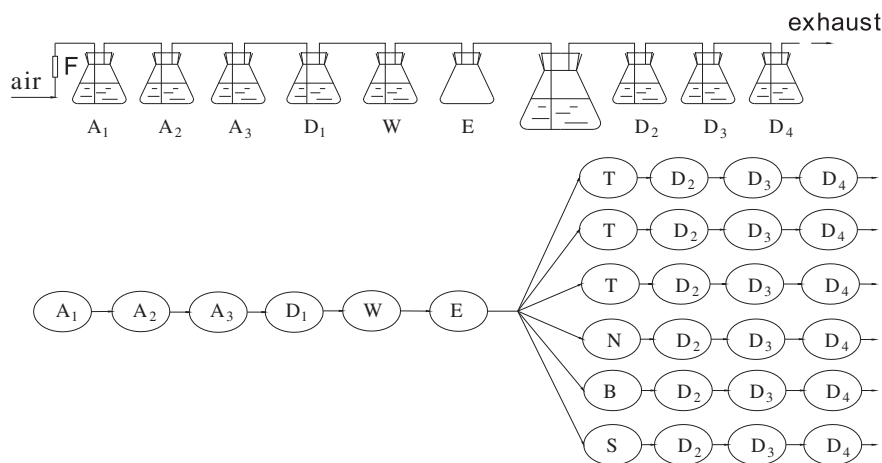 exhaust
F
air
A₁ A₂ A₃ D₁ W E D₂ D₃ D₄
T D₂ D₃ D₄
T D₂ D₃ D₄
T D₂ D₃ D₄
A₁ A₂ A₃ D₁ W E
N D₂ D₃ D₄
B D₂ D₃ D₄
S D₂ D₃ D₄